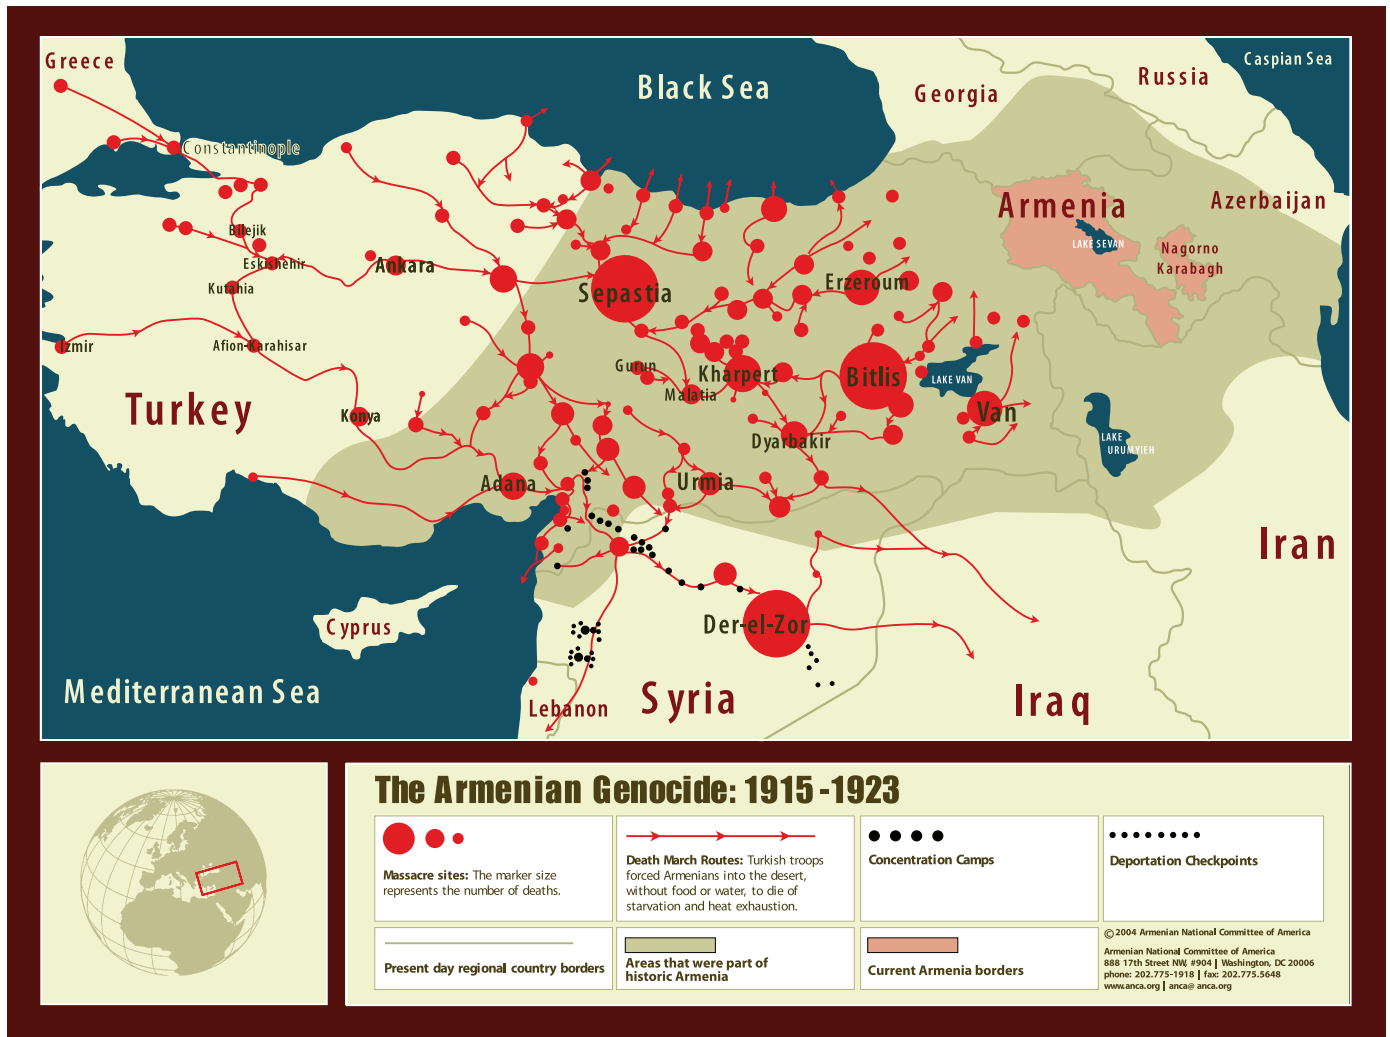 Greece
Black Sea
Georgia
Russia
Caspian Sea
Constantinople
Armenia
Azerbaijan
LAKE SEVAN
Nagorno
Karabagh
Bilejik
Eskishehir
Ankara
Kutahia
Sepastia
Erzeroum
Izmir
Afion-Karahisar
Gurun
Kharpert
Bitlis
LAKE VAN
Malatia
Turkey
Konya
Van
Dyarbakir
LAKE
URUMYIEH
Adana
Urmia
Iran
Cyprus
Der-el-Zor
Mediterranean Sea
Syria
Iraq
Lebanon
The Armenian Genocide: 1915-1923
Massacre sites: The marker size
represents the number of deaths.
Death March Routes: Turkish troops
forced Armenians into the desert,
without food or water, to die of
starvation and heat exhaustion.
Concentration Camps
Deportation Checkpoints
Present day regional country borders
Areas that were part of
historic Armenia
Current Armenia borders
© 2004 Armenian National Committee of America
Armenian National Committee of America
888 17th Street NW, #904 | Washington, DC 20006
phone: 202.775-1918 | fax: 202.775.5648
www.anca.org | anca@anca.org